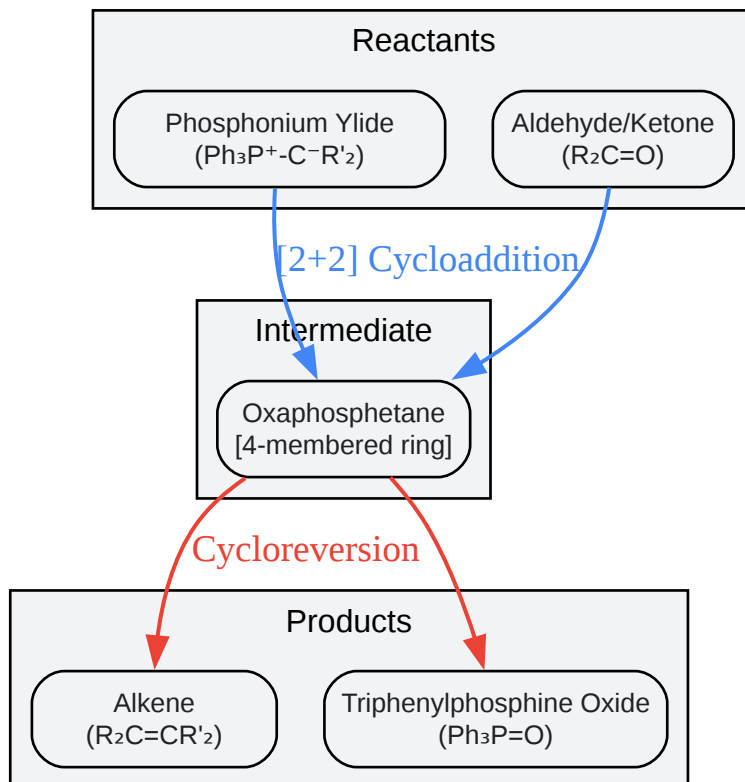 Reactants
Phosphonium Ylide
(Ph₃P⁺-C⁻R'₂)
Aldehyde/Ketone
(R₂C=O)
[2+2] Cycloaddition
Intermediate
Oxaphosphetane
[4-membered ring]
Cycloreversion
Products
Alkene
(R₂C=CR'₂)
Triphenylphosphine Oxide
(Ph₃P=O)